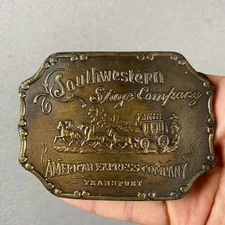 Southwestern
Stage Company
AMERICAN EXPRESS COMPANY
TRANSPORT